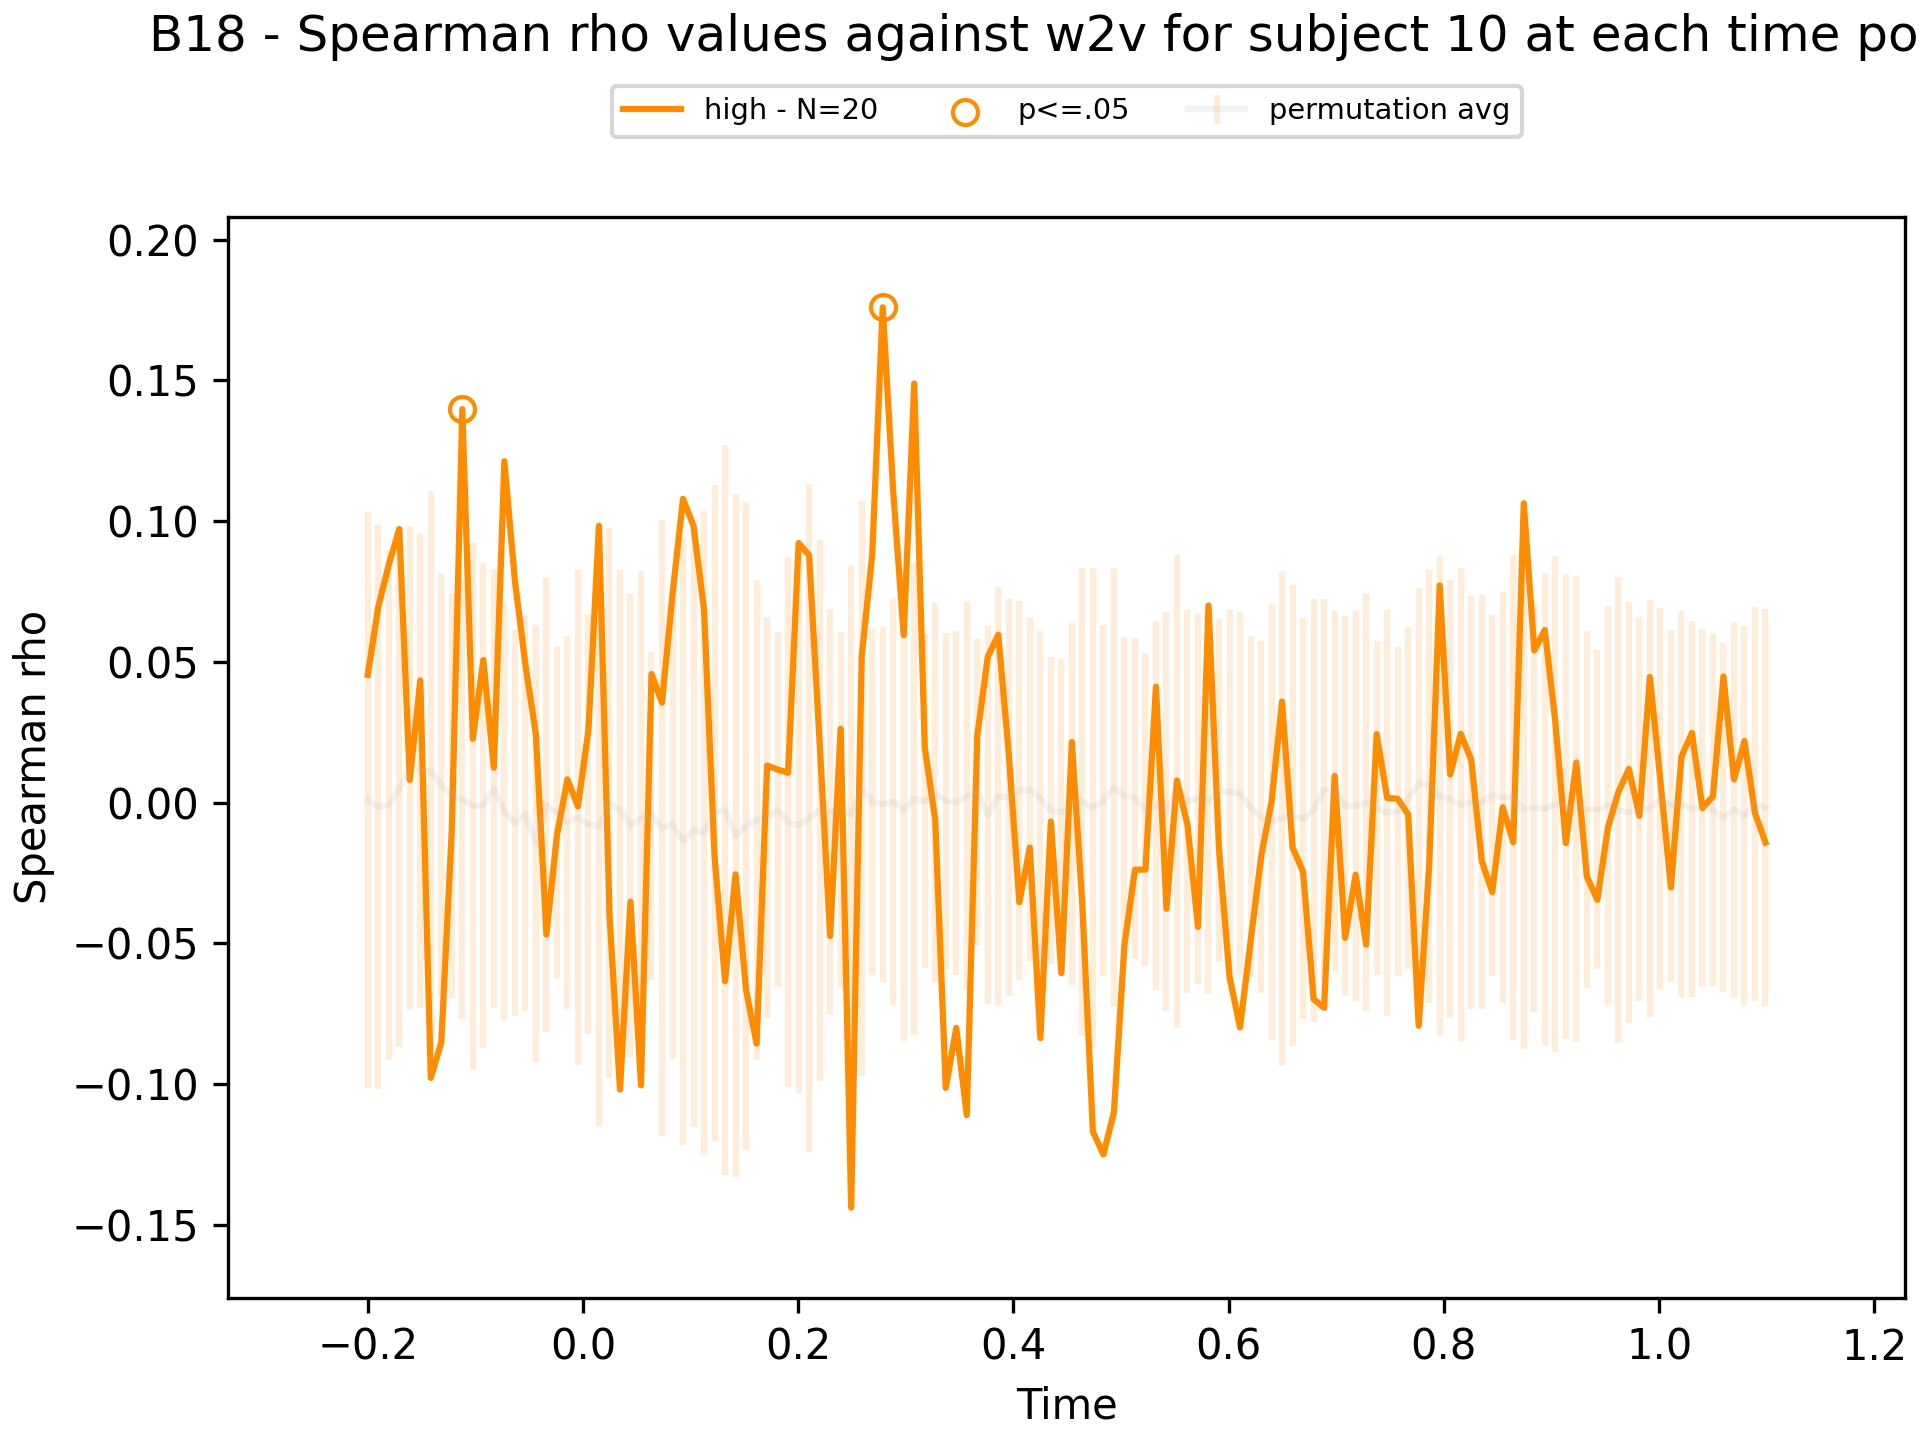 B18 - Spearman rho values against w2v for subject 10 at each time po
high - N=20 p<=.05 permutation avg
0.20
0.15
0.10
0.05
0.00
−0.05
−0.10
−0.15
Spearman rho
−0.2 0.0 0.2 0.4 0.6 0.8 1.0 1.2
Time